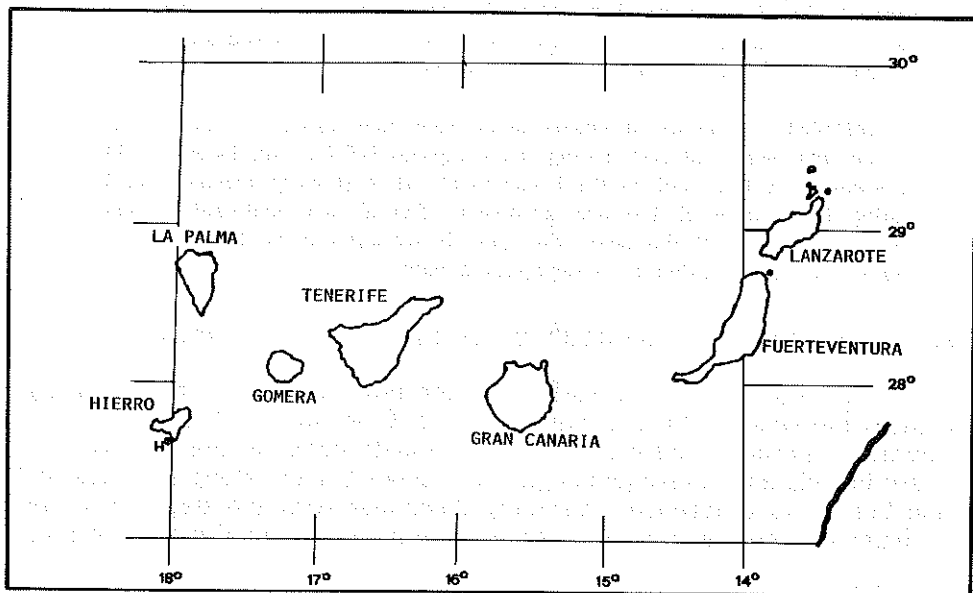 30°
29°
LA PALMA
LANZAROTE
TENERIFE
FUERTEVENTURA
28°
GOMERA
HIERRO
GRAN CANARIA
H
18°
17°
16°
15°
14°